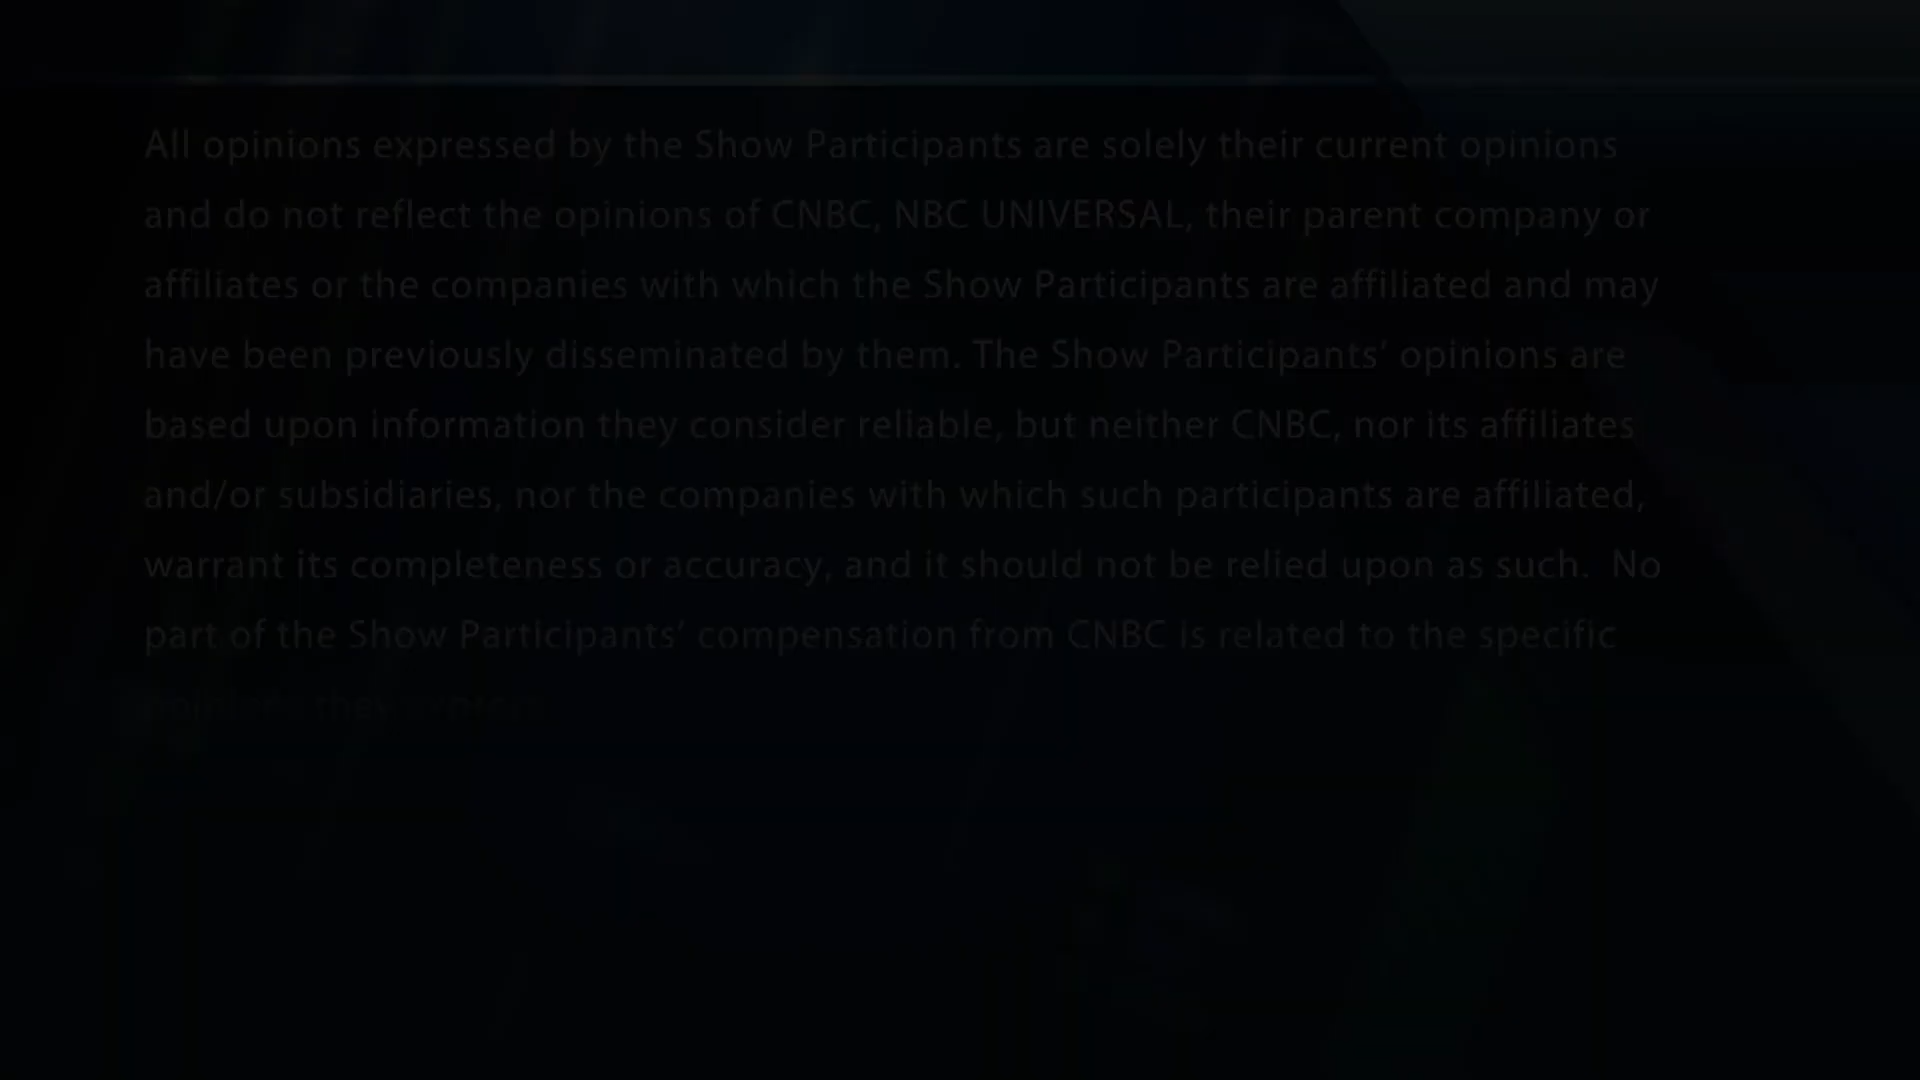 All opinions expressed by the Show Participants are solely their current opinions
and do not reflect the opinions of CNBC, NBC UNIVERSAL, their parent company or
affiliates or the companies with which the Show Participants are affiliated and may
have been previously disseminated by them. The Show Participants’ opinions are
based upon information they consider reliable, but neither CNBC, nor its affiliates
and/or subsidiaries, nor the companies with which such participants are affiliated,
warrant its completeness or accuracy, and it should not be relied upon as such.  No
part of the Show Participants’ compensation from CNBC is related to the specific
they